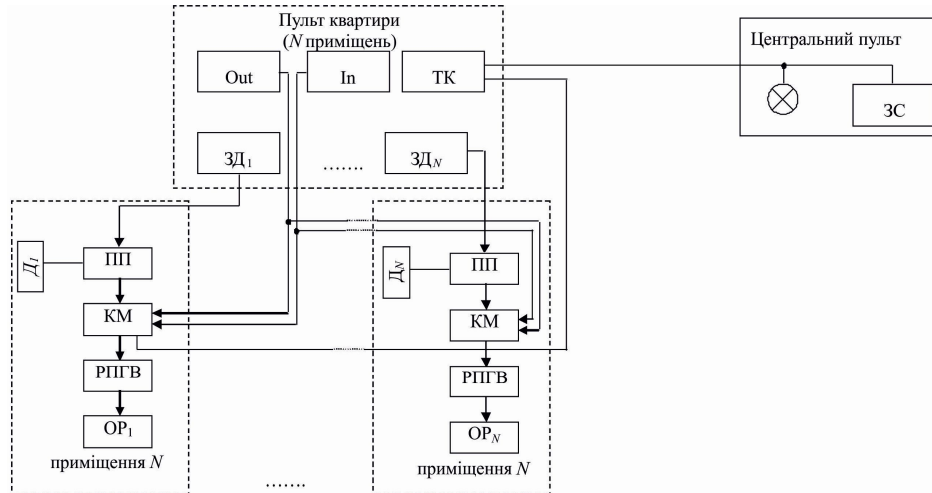 Пульт квартири
(N приміщень)
Out
In
ТК
Центральний пульт
ЗС
ЗД1
.......
ЗДN
Д1
ПП
КМ
РПГВ
ОР1
приміщення N
.......
ДN
ПП
КМ
РПГВ
ОРN
приміщення N